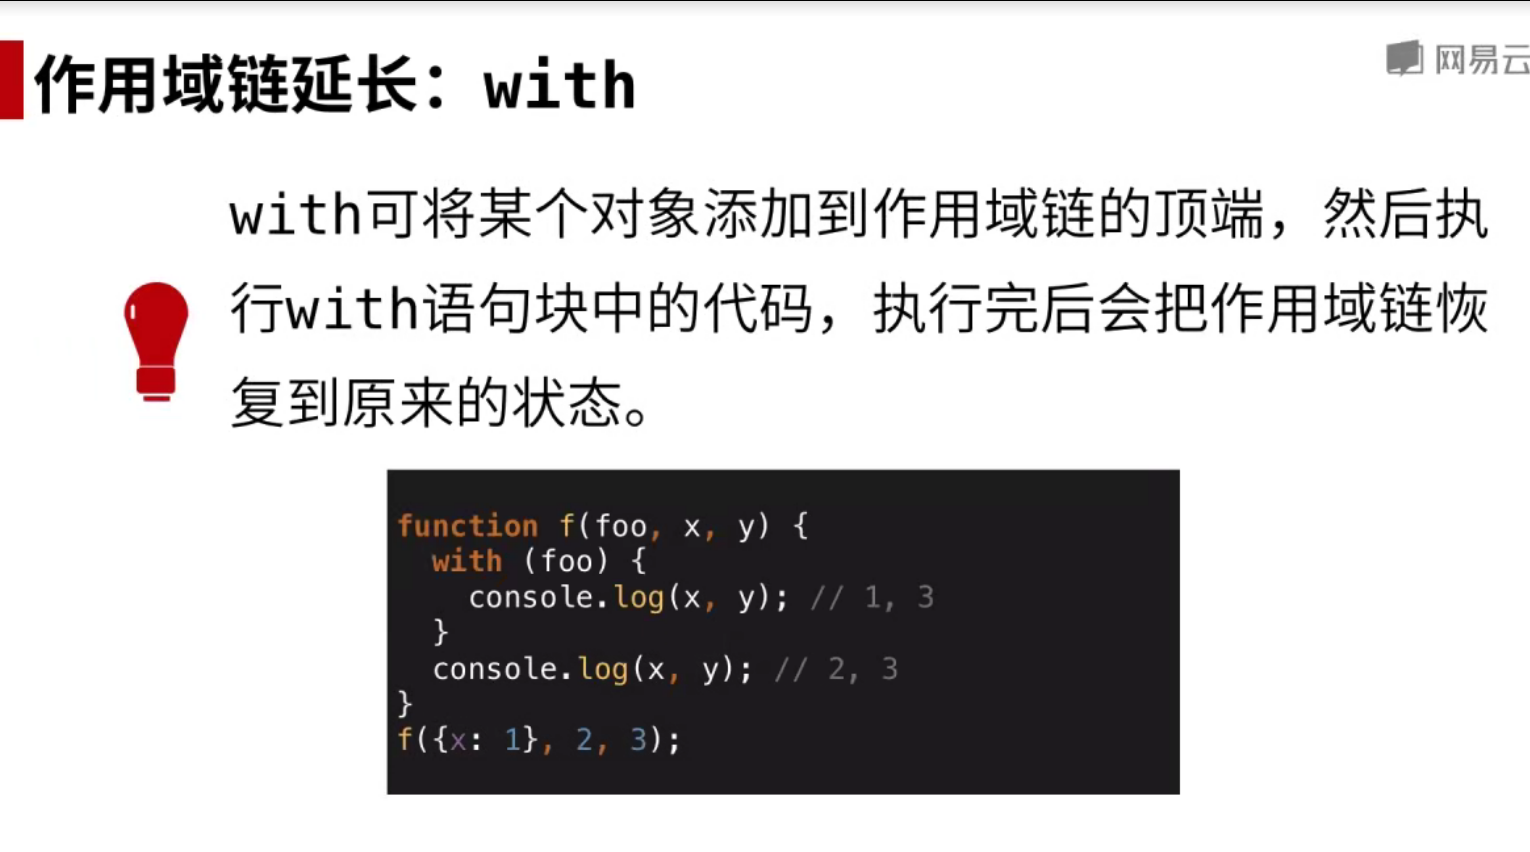 作用域链延长：with
网易云
with可将某个对象添加到作用域链的顶端，然后执
行with语句块中的代码，执行完后会把作用域链恢
复到原来的状态。
function f(foo, x, y) {
  with (foo) {
    console.log(x, y); // 1, 3
  }
  console.log(x, y); // 2, 3
}
f({x: 1}, 2, 3);